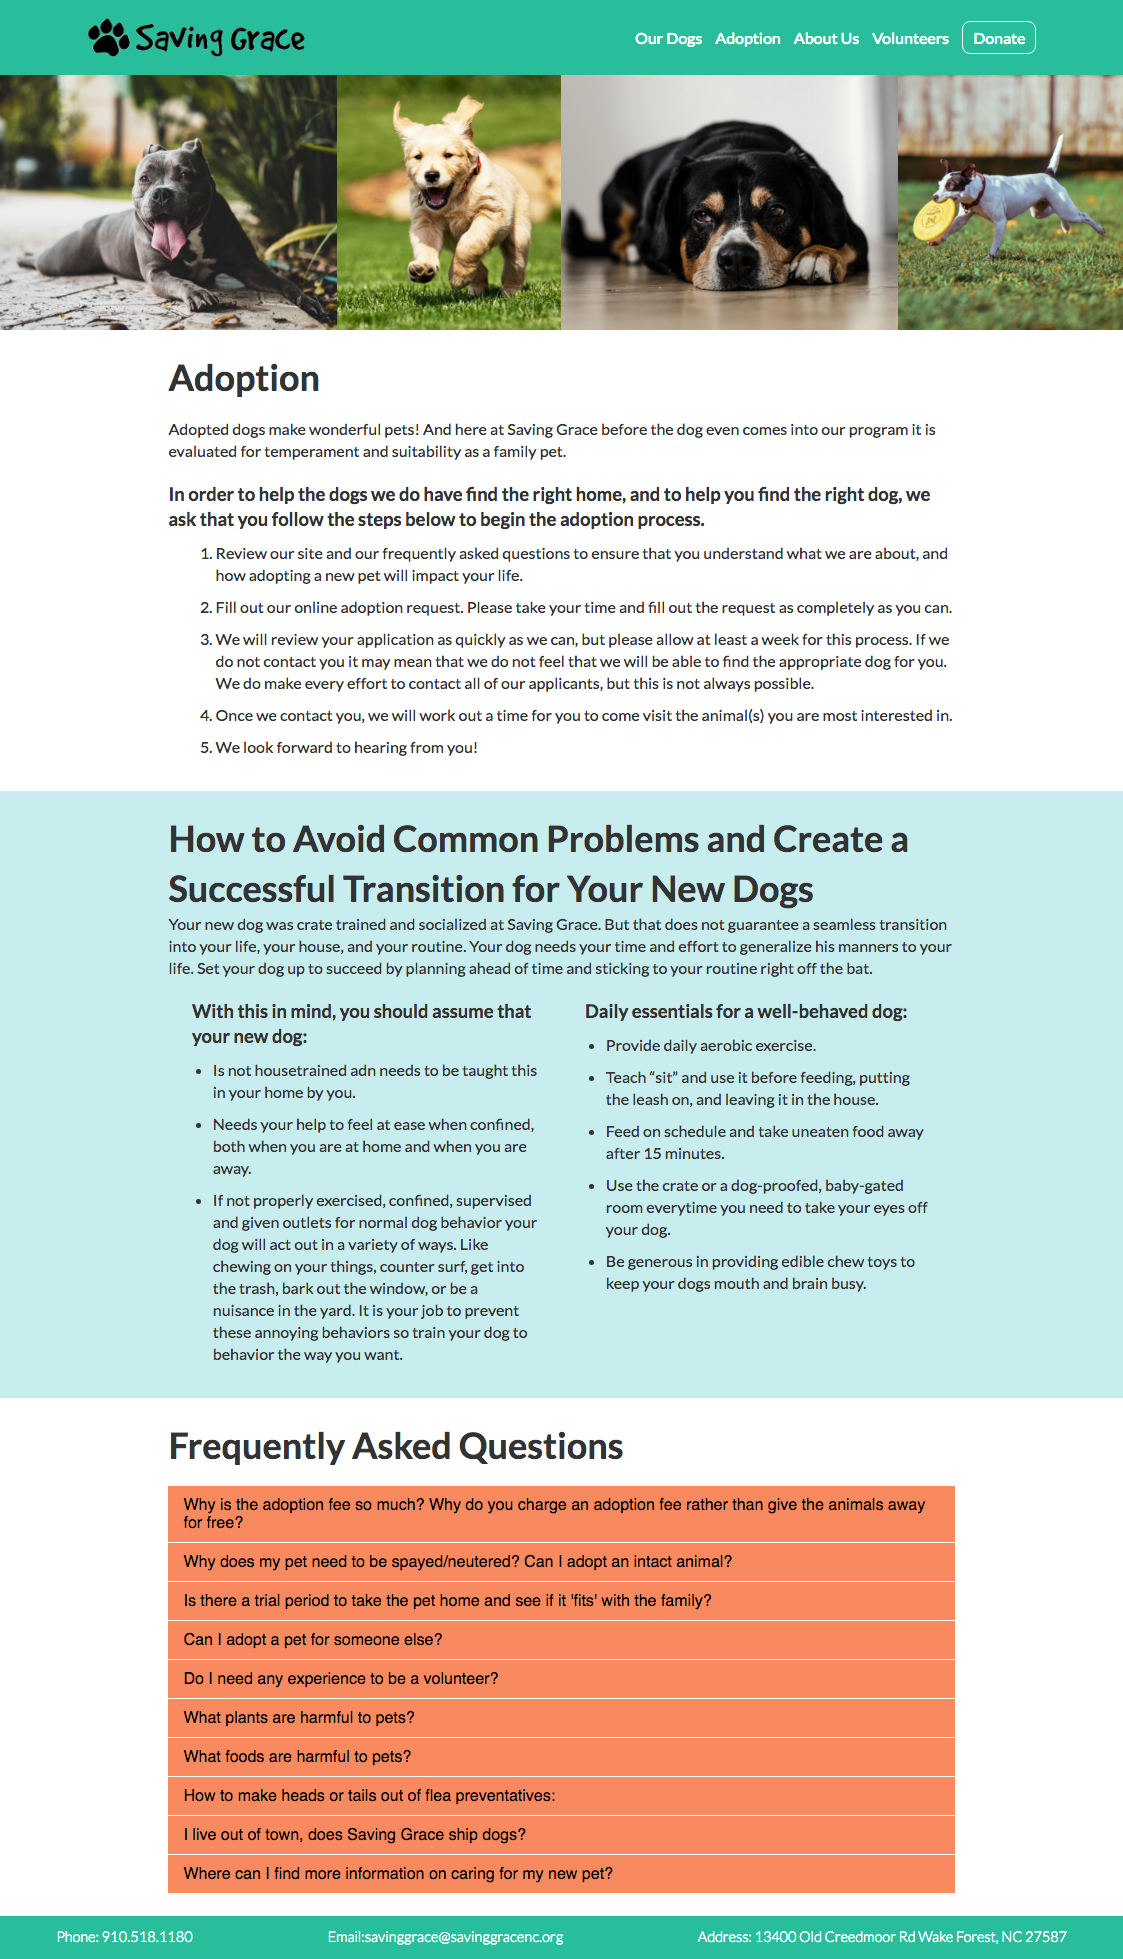 Saving Grace
Our Dogs Adoption About Us Volunteers Donate
Adoption
Adopted dogs make wonderful pets! And here at Saving Grace before the dog even comes into our program it is
evaluated for temperament and suitability as a family pet.
In order to help the dogs we do have find the right home, and to help you find the right dog, we
ask that you follow the steps below to begin the adoption process.
1. Review our site and our frequently asked questions to ensure that you understand what we are about, and
how adopting a new pet will impact your life.
2. Fill out our online adoption request. Please take your time and fill out the request as completely as you can.
3. We will review your application as quickly as we can, but please allow at least a week for this process. If we
do not contact you it may mean that we do not feel that we will be able to find the appropriate dog for you.
We do make every effort to contact all of our applicants, but this is not always possible.
4. Once we contact you, we will work out a time for you to come visit the animal(s) you are most interested in.
5. We look forward to hearing from you!
How to Avoid Common Problems and Create a
Successful Transition for Your New Dogs
Your new dog was crate trained and socialized at Saving Grace. But that does not guarantee a seamless transition
into your life, your house, and your routine. Your dog needs your time and effort to generalize his manners to your
life. Set your dog up to succeed by planning ahead of time and sticking to your routine right off the bat.
With this in mind, you should assume that
your new dog:
• Is not housetrained adn needs to be taught this
in your home by you.
• Needs your help to feel at ease when confined,
both when you are at home and when you are
away.
• If not properly exercised, confined, supervised
and given outlets for normal dog behavior your
dog will act out in a variety of ways. Like
chewing on your things, counter surf, get into
the trash, bark out the window, or be a
nuisance in the yard. It is your job to prevent
these annoying behaviors so train your dog to
behavior the way you want.
Daily essentials for a well-behaved dog:
• Provide daily aerobic exercise.
• Teach “sit” and use it before feeding, putting
the leash on, and leaving it in the house.
• Feed on schedule and take uneaten food away
after 15 minutes.
• Use the crate or a dog-proofed, baby-gated
room everytime you need to take your eyes off
your dog.
• Be generous in providing edible chew toys to
keep your dogs mouth and brain busy.
Frequently Asked Questions
Why is the adoption fee so much? Why do you charge an adoption fee rather than give the animals away
for free?
Why does my pet need to be spayed/neutered? Can I adopt an intact animal?
Is there a trial period to take the pet home and see if it 'fits' with the family?
Can I adopt a pet for someone else?
Do I need any experience to be a volunteer?
What plants are harmful to pets?
What foods are harmful to pets?
How to make heads or tails out of flea preventatives:
I live out of town, does Saving Grace ship dogs?
Where can I find more information on caring for my new pet?
Phone: 910.518.1180 Email:savinggrace@savinggracenc.org Address: 13400 Old Creedmoor Rd Wake Forest, NC 27587